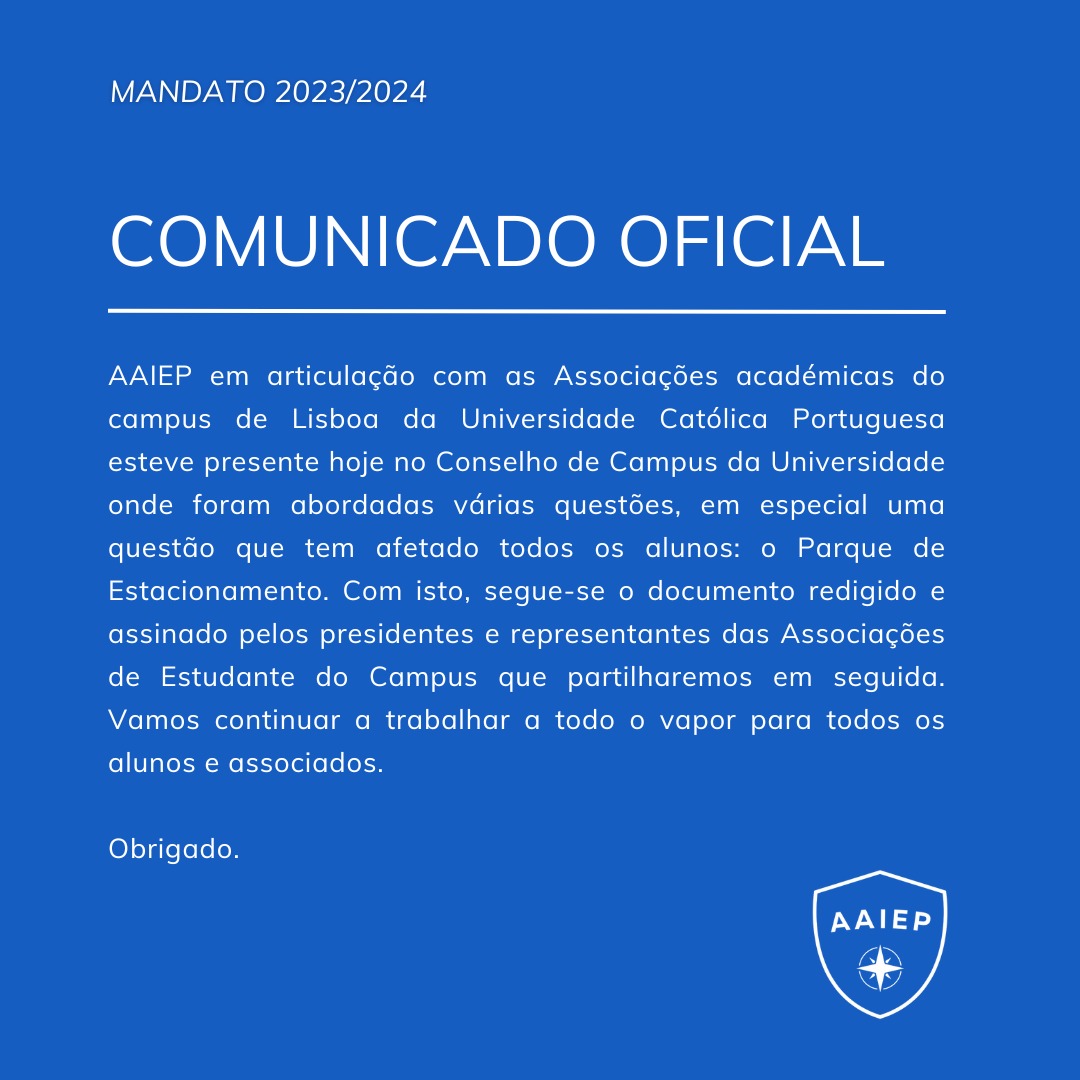 MANDATO 2023/2024
COMUNICADO OFICIAL
AAIEP em articulação com as Associações académicas do
campus de Lisboa da Universidade Católica Portuguesa
esteve presente hoje no Conselho de Campus da Universidade
onde foram abordadas várias questões, em especial uma
questão que tem afetado todos os alunos: o Parque de
Estacionamento. Com isto, segue-se o documento redigido e
assinado pelos presidentes e representantes das Associações
de Estudante do Campus que partilharemos em seguida.
Vamos continuar a trabalhar a todo o vapor para todos os
alunos e associados.
Obrigado.
AAIEP